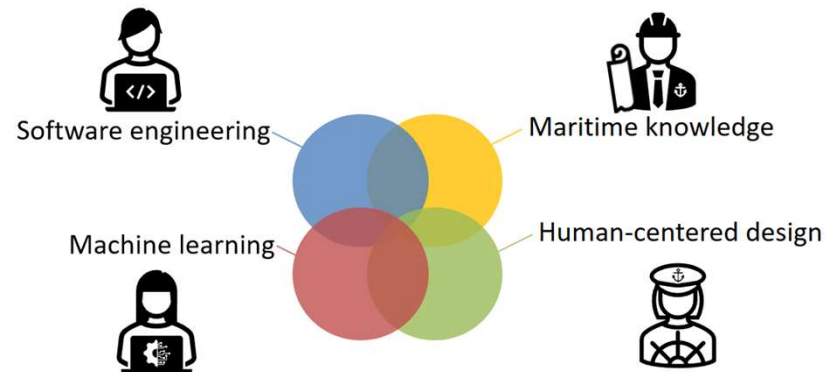 </>
Software engineering
Maritime knowledge
Machine learning
Human-centered design